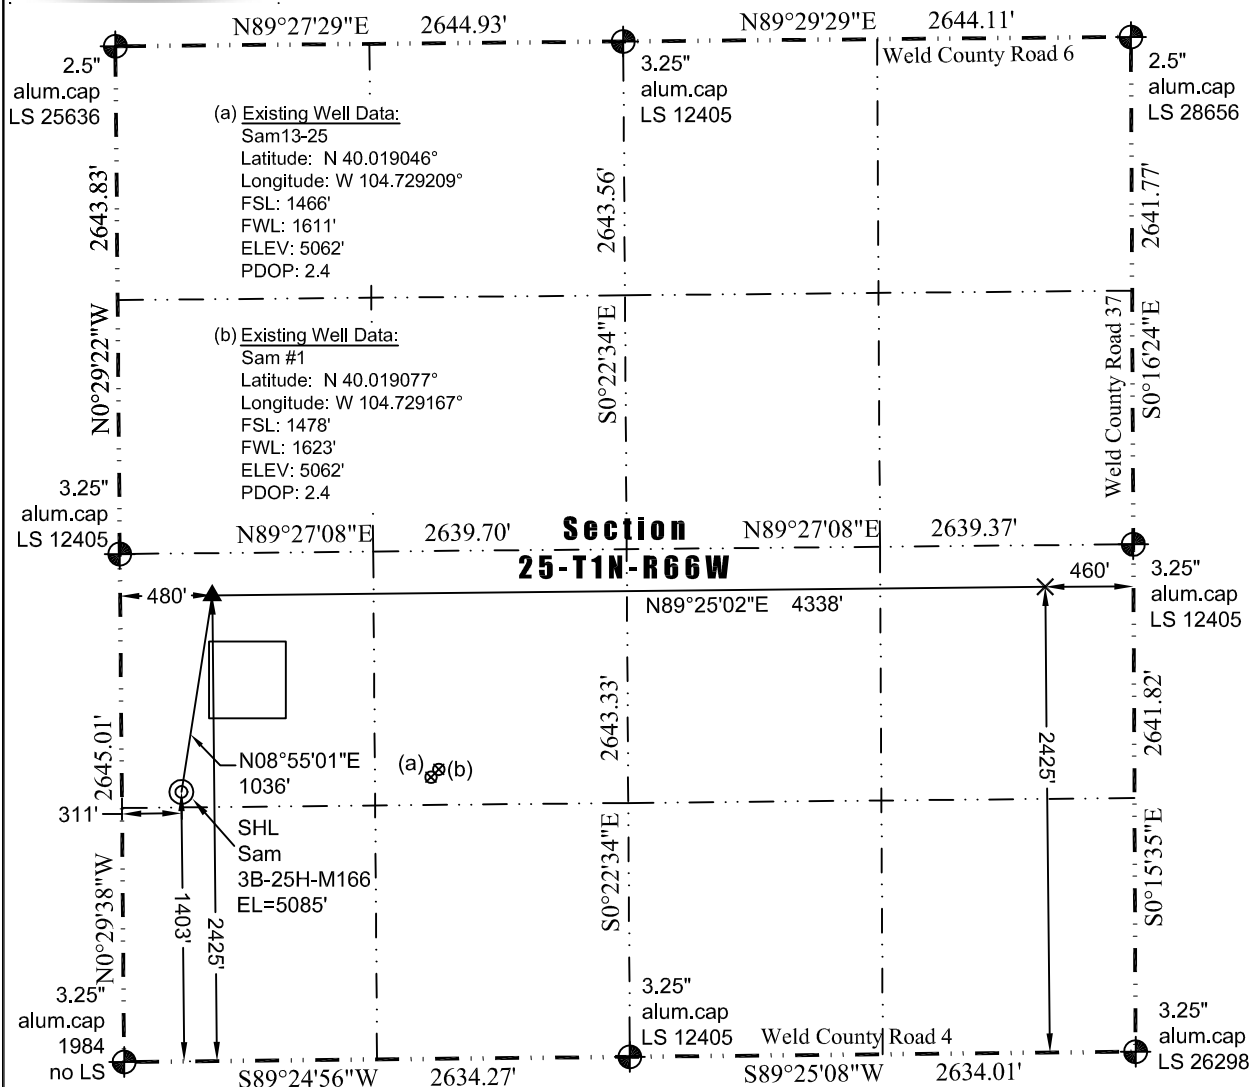 N89°27'29"E 2644.93' N89°29'29"E 2644.11'
Weld County Road 6
2.5"
alum.cap
LS 25636
3.25"
alum.cap
LS 12405
2.5"
alum.cap
LS 28656
(a) Existing Well Data:
Sam13-25
Latitude: N 40.019046°
Longitude: W 104.729209°
FSL: 1466'
FWL: 1611'
ELEV: 5062'
PDOP: 2.4
2643.83'
2643.56'
2641.77'
(b) Existing Well Data:
Sam #1
Latitude: N 40.019077°
Longitude: W 104.729167°
FSL: 1478'
FWL: 1623'
ELEV: 5062'
PDOP: 2.4
N0°29'22"W
S0°22'34"E
Weld County Road 37
S0°16'24"E
3.25"
alum.cap
LS 12405
N89°27'08"E 2639.70' Section N89°27'08"E 2639.37'
25-T1N-R66W
480'
N89°25'02"E 4338'
460'
3.25"
alum.cap
LS 12405
2645.01'
2643.33'
2641.82'
N08°55'01"E
1036'
(a) (b)
2425'
311'
SHL
Sam
3B-25H-M166
EL=5085'
N0°29'38"W
1403'
2425'
S0°22'34"E
S0°15'35"E
3.25"
alum.cap
1984
no LS
3.25"
alum.cap
LS 12405
Weld County Road 4
3.25"
alum.cap
LS 26298
S89°24'56"W 2634.27' S89°25'08"W 2634.01'